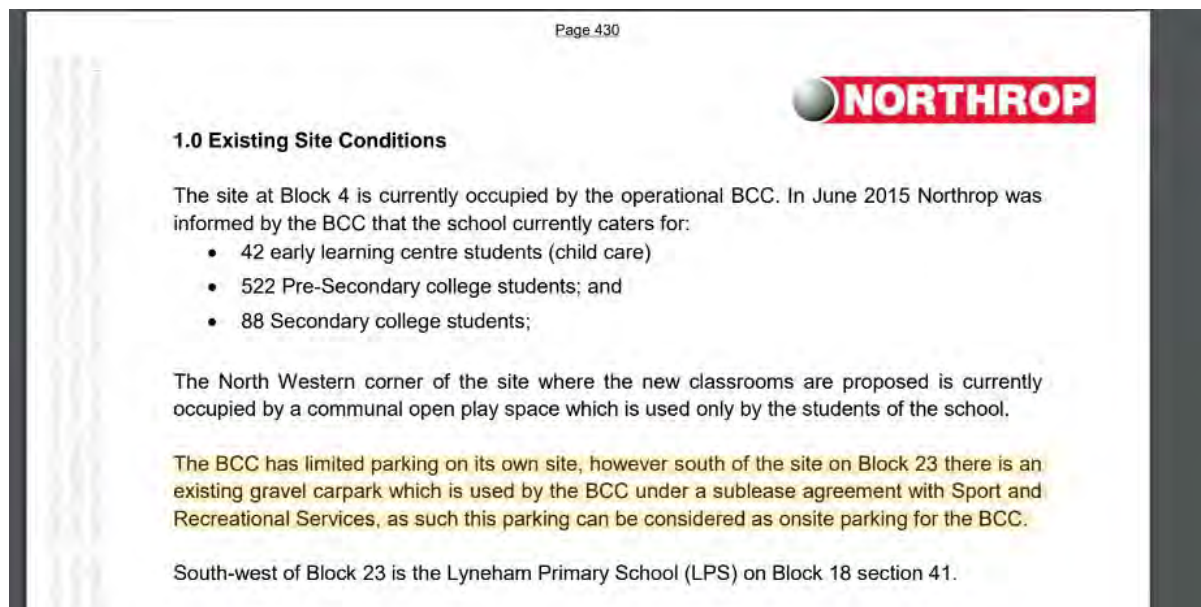 Page 430
NORTHROP
1.0 Existing Site Conditions
The site at Block 4 is currently occupied by the operational BCC. In June 2015 Northrop was
informed by the BCC that the school currently caters for:
• 42 early learning centre students (child care)
• 522 Pre-Secondary college students; and
• 88 Secondary college students;
The North Western corner of the site where the new classrooms are proposed is currently
occupied by a communal open play space which is used only by the students of the school.
The BCC has limited parking on its own site, however south of the site on Block 23 there is an
existing gravel carpark which is used by the BCC under a sublease agreement with Sport and
Recreational Services, as such this parking can be considered as onsite parking for the BCC.
South-west of Block 23 is the Lyneham Primary School (LPS) on Block 18 section 41.